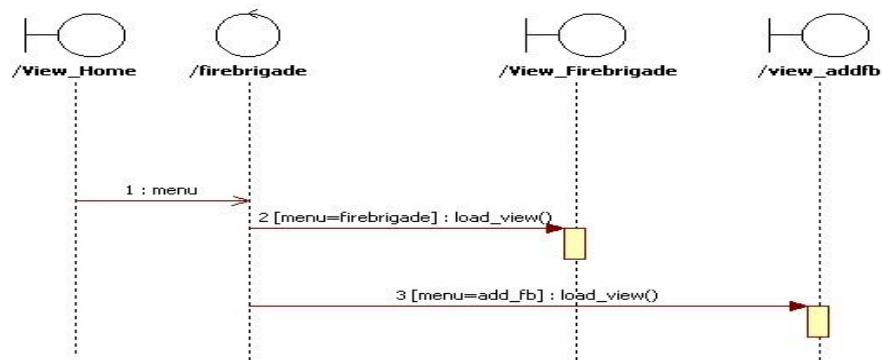 /View_Home
/firebrigade
/View_Firebrigade
/view_addfb
1 : menu
2 [menu=firebrigade] : load_view()
3 [menu=add_fb] : load_view()